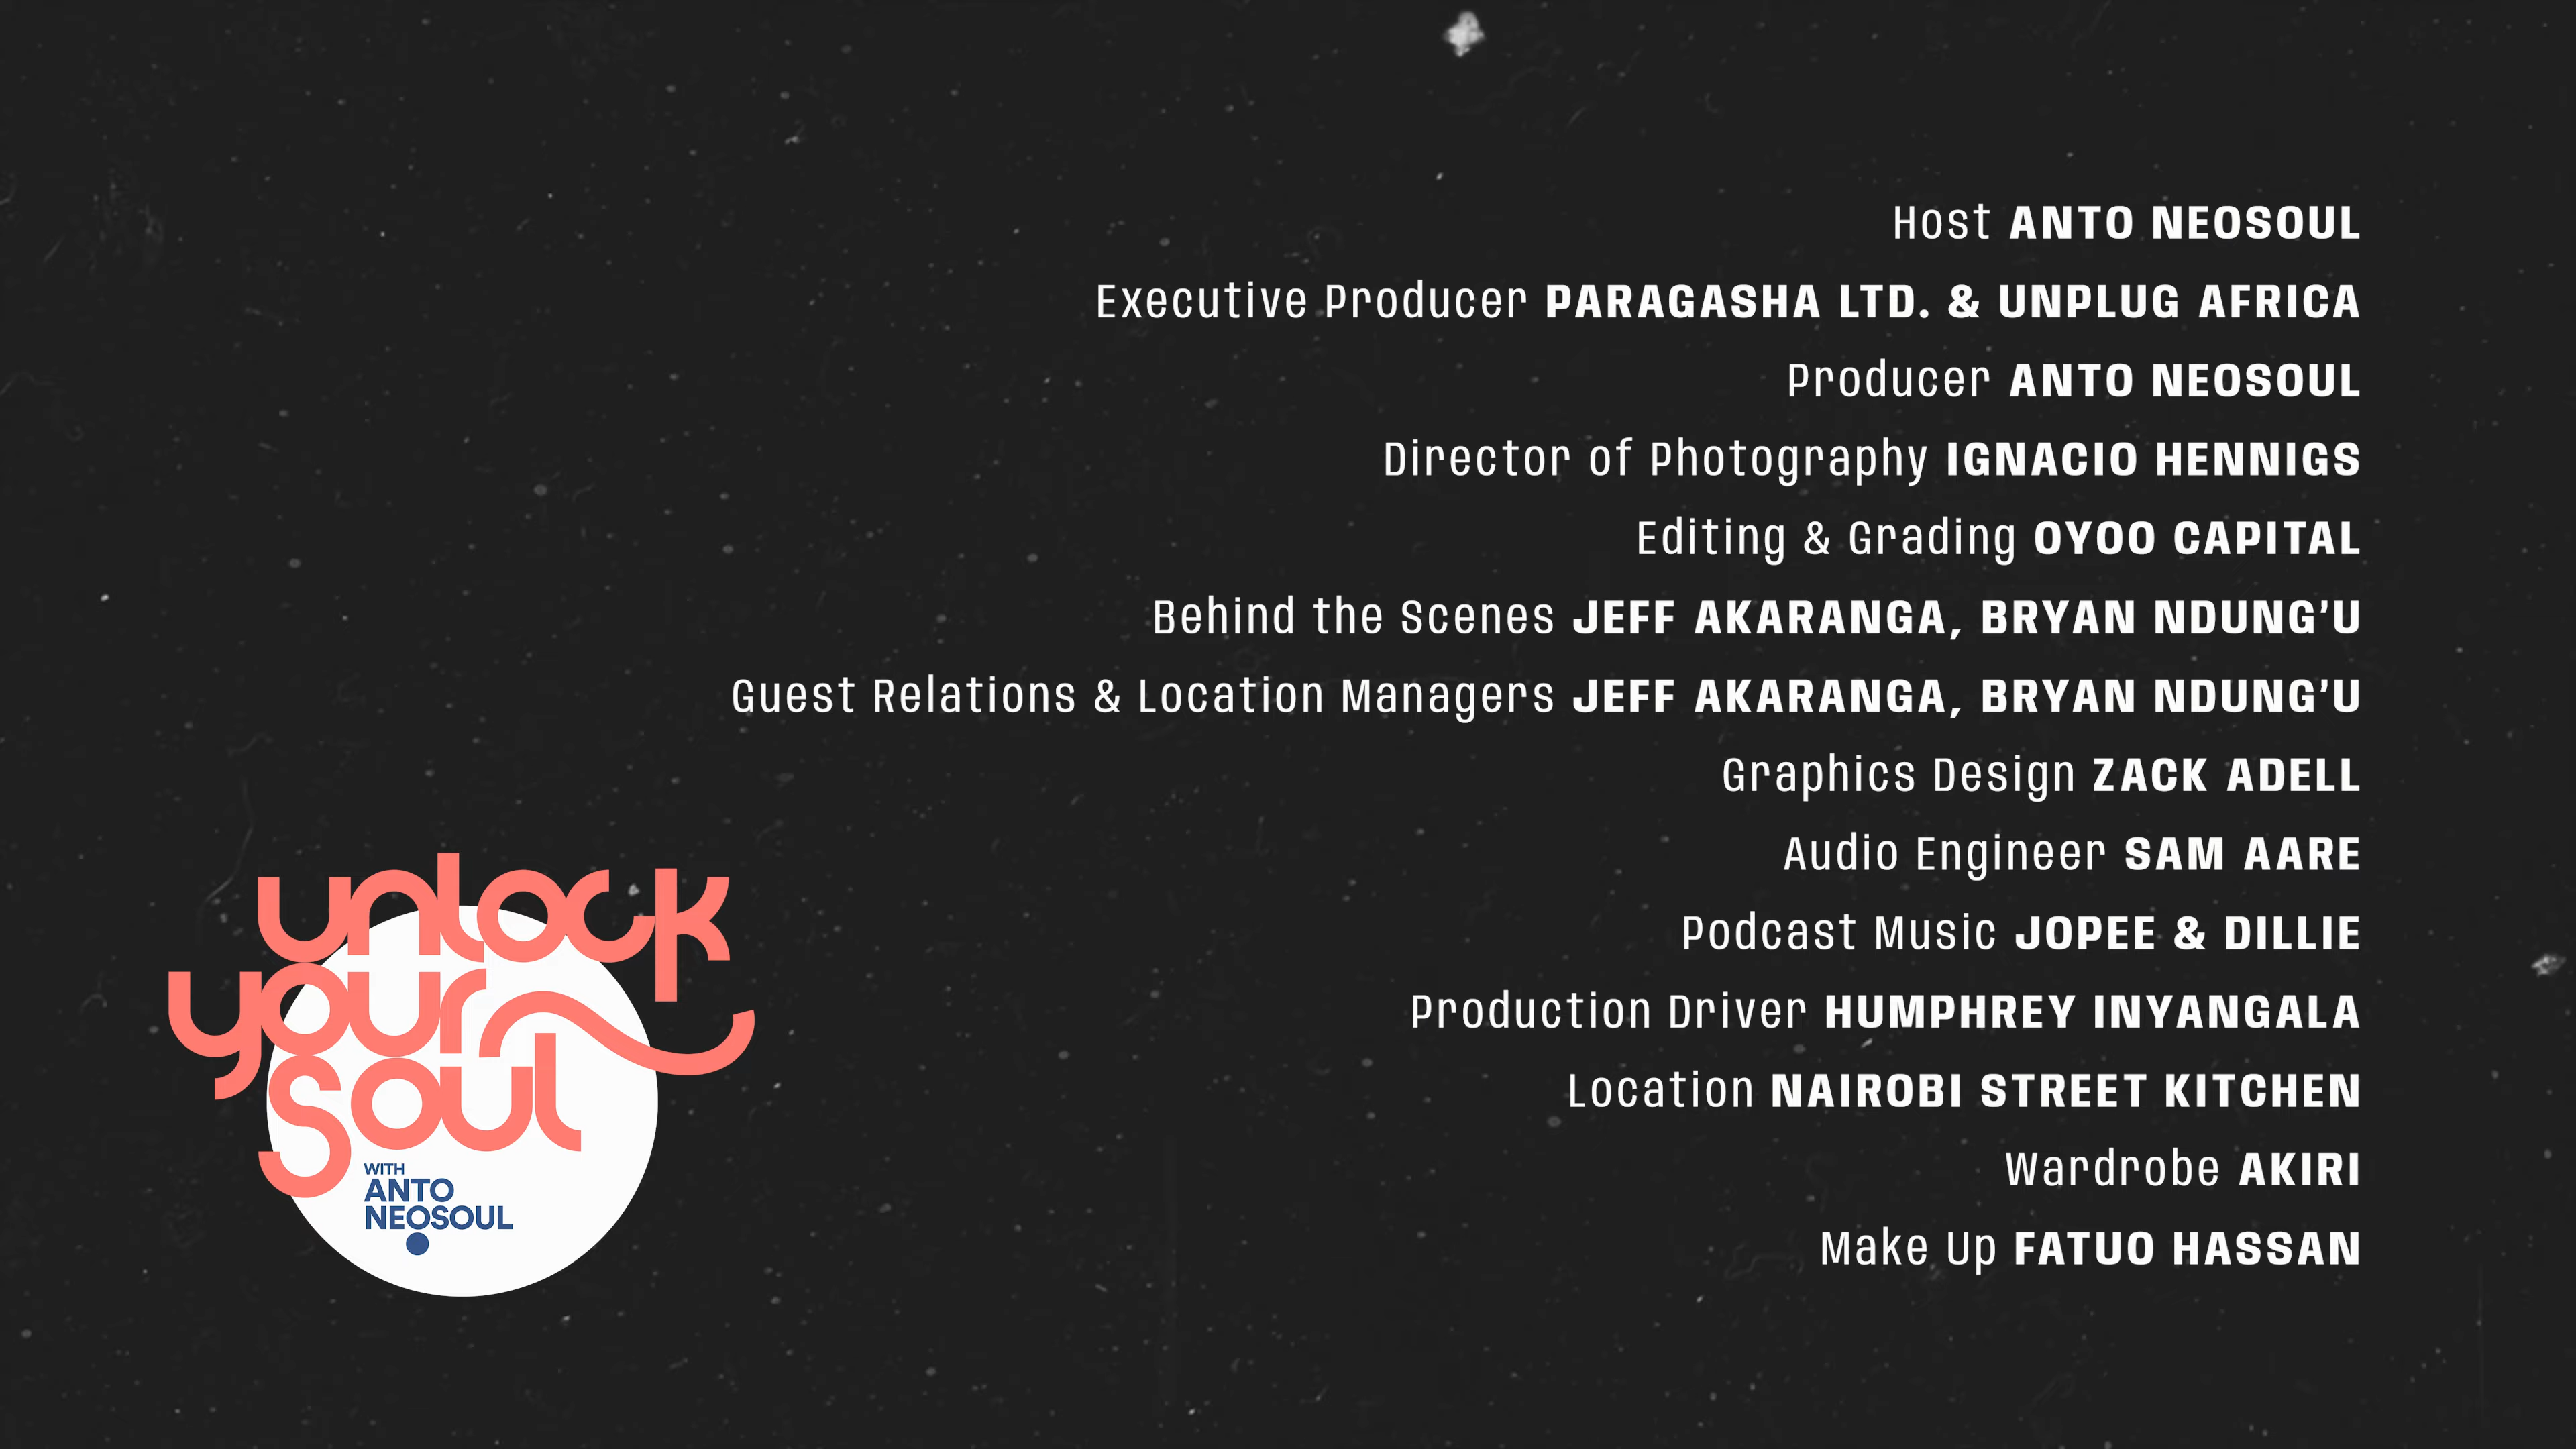 Host ANTO NEOSOUL
Executive Producer PARAGASHA LTD. & UNPLUG AFRICA
Producer ANTO NEOSOUL
Director of Photography IGNACIO HENNIGS
Editing & Grading OYOO CAPITAL
Behind the Scenes JEFF AKARANGA, BRYAN NDUNG’U
Guest Relations & Location Managers JEFF AKARANGA, BRYAN NDUNG’U
Graphics Design ZACK ADELL
Audio Engineer SAM AARE
Podcast Music JOPEE & DILLIE
Production Driver HUMPHREY INYANGALA
Location NAIROBI STREET KITCHEN
Wardrobe AKIRI
Make Up FATUO HASSAN
unlock
your
soul
WITH
ANTO
NEOSOUL